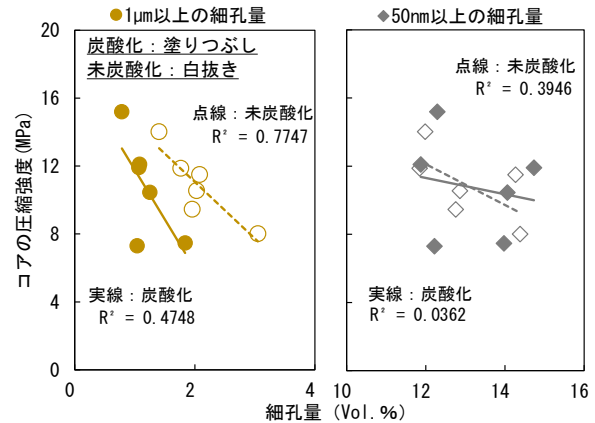 1µm以上の細孔量
50nm以上の細孔量
炭酸化：塗りつぶし
未炭酸化：白抜き
点線：未炭酸化
R² = 0.7747
実線：炭酸化
R² = 0.4748
点線：未炭酸化
R² = 0.3946
実線：炭酸化
R² = 0.0362
コアの圧縮強度(MPa)
20
16
12
8
4
0
0 2 4
10 12 14 16
細孔量（Vol.％）